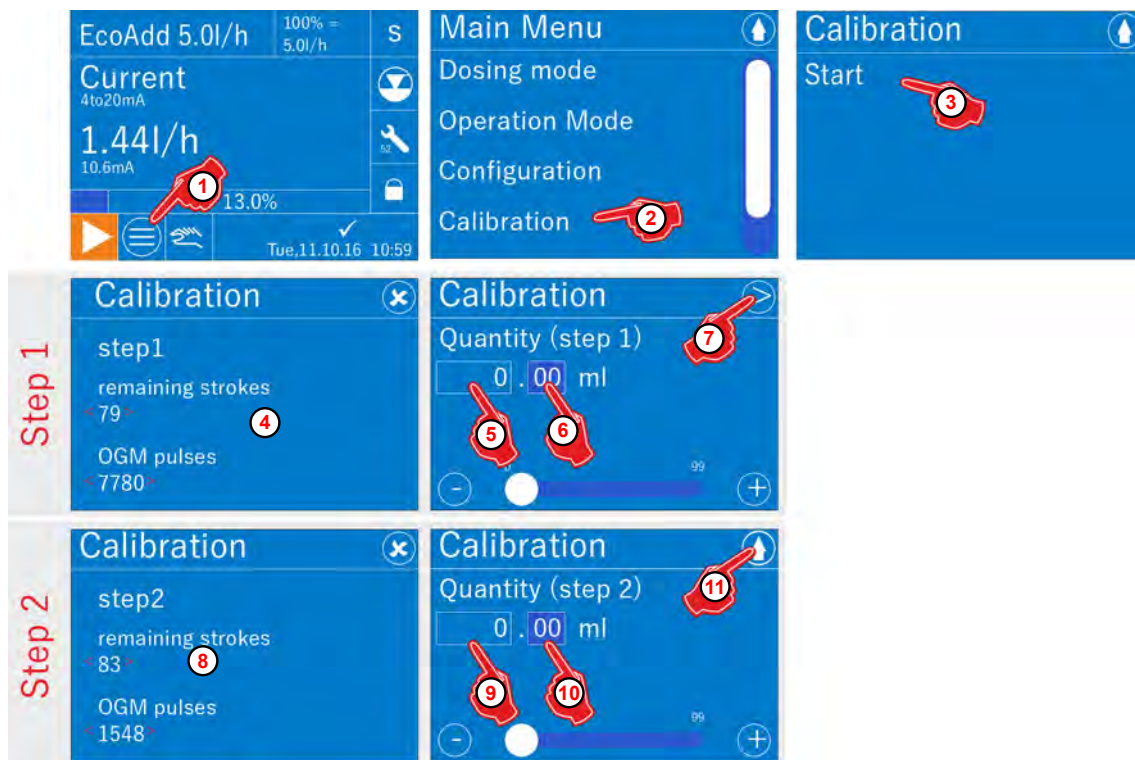 EcoAdd 5.0l/h
100% =
5.0l/h
S
Current
4to20mA
1.44l/h
10.6mA
52
1
13.0%
Tue,11.10.16 10:59
Main Menu
Dosing mode
Operation Mode
Configuration
Calibration
2
Calibration
Start
3
Step 1
Calibration
step1
remaining strokes
<79>
4
OGM pulses
<7780>
Calibration
>
Quantity (step 1)
7
0 . 00 ml
5
6
0
99
-
+
Step 2
Calibration
step2
remaining strokes
<83>
8
OGM pulses
<1548>
Calibration
Quantity (step 2)
11
0 . 00 ml
9
10
99
-
+